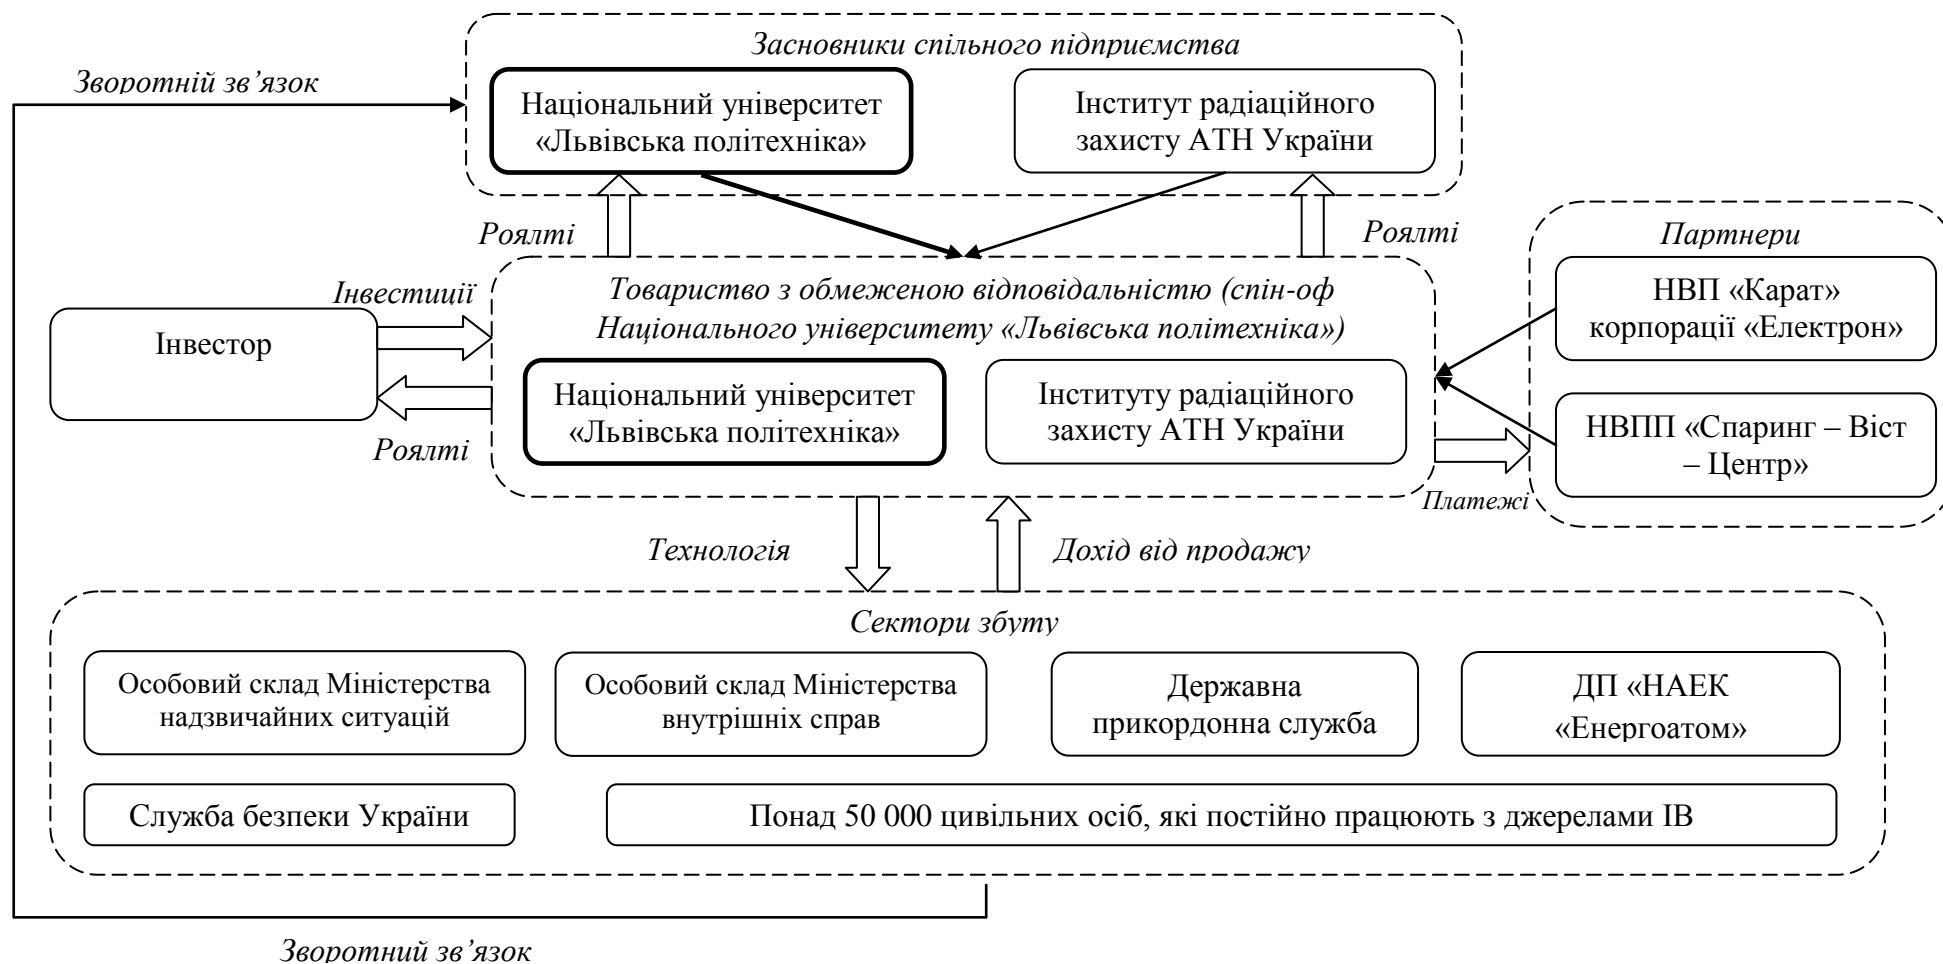 Засновники спільного підприємства
Зворотній зв’язок
Національний університет
«Львівська політехніка»
Інститут радіаційного
захисту АТН України
Роялті
Роялті
Партнери
НВП «Карат»
корпорації «Електрон»
НВПП «Спаринг – Віст
– Центр»
Інвестиції
Інвестор
Роялті
Товариство з обмеженою відповідальністю (спін-оф
Національного університету «Львівська політехніка»)
Національний університет
«Львівська політехніка»
Інституту радіаційного
захисту АТН України
Платежі
Технологія
Дохід від продажу
Сектори збуту
Особовий склад Міністерства
надзвичайних ситуацій
Особовий склад Міністерства
внутрішніх справ
Державна
прикордонна служба
ДП «НАЕК
«Енергоатом»
Служба безпеки України
Понад 50 000 цивільних осіб, які постійно працюють з джерелами ІВ
Зворотний зв’язок